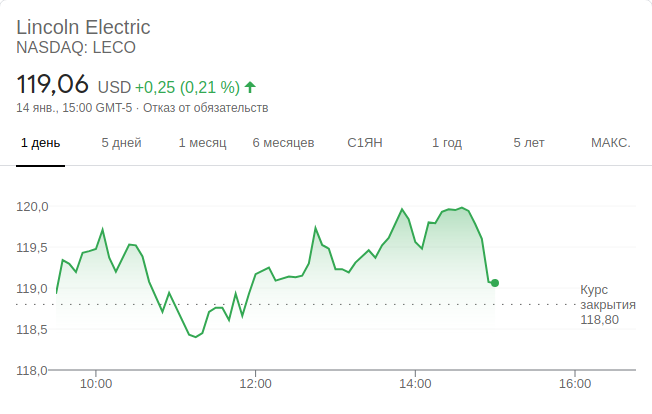 Lincoln Electric
NASDAQ: LECO
119,06 USD +0,25 (0,21 %)
14 янв., 15:00 GMT-5 · Отказ от обязательств
1 день 5 дней 1 месяц 6 месяцев С1ЯН 1 год 5 лет МАКС.
120,0
119,5
119,0
118,5
118,0
Курс
закрытия
118,80
10:00 12:00 14:00 16:00